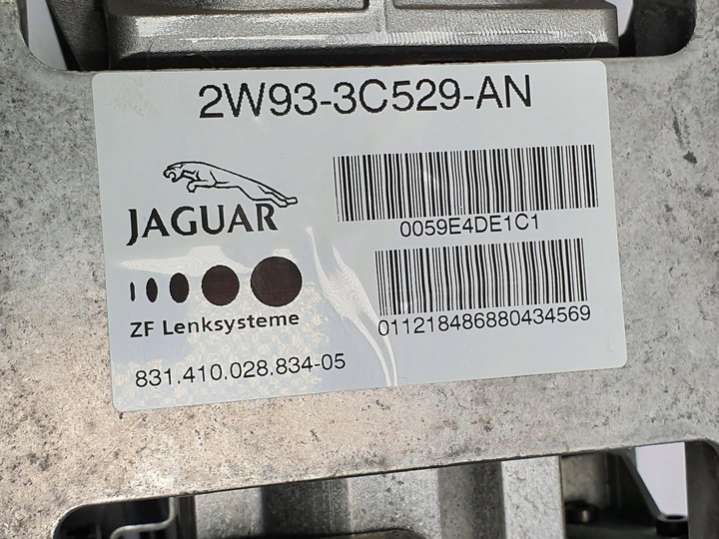 2W93-3C529-AN
JAGUAR
0059E4DE1C1
ZF Lenksysteme
011218486880434569
831.410.028.834-05